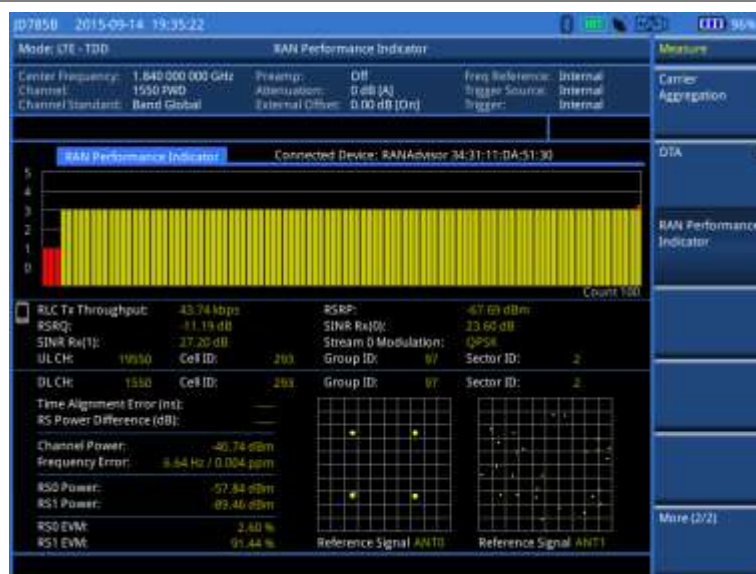 JD785B 2015-09-14 19:35:22 96%
Mode: LTE - TDD RAN Performance Indicator Measure
Center Frequency: 1.840 000 000 GHz Preamp: Off Freq Reference: Internal
Channel: 1550 FWD Attenuation: 0 dB [A] Trigger Source: Internal
Channel Standard: Band Global External Offset: 0.00 dB [On] Trigger: Internal
Carrier Aggregation
RAN Performance Indicator Connected Device: RANAdvisor 34:31:11:DA:51:30
OTA
RAN Performance Indicator
5
4
3
2
1
0
Count 100
RLC Tx Throughput: 43.74 kbps RSRP: -67.69 dBm
RSRQ: -11.19 dB SINR Rx(0): 23.60 dB
SINR Rx(1): 27.20 dB Stream 0 Modulation: QPSK
UL CH: 19550 Cell ID: 293 Group ID: 97 Sector ID: 2
DL CH: 1550 Cell ID: 293 Group ID: 97 Sector ID: 2
Time Alignment Error (ns): ----
RS Power Difference (dB): ----
Channel Power: -46.74 dBm
Frequency Error: 6.64 Hz / 0.004 ppm
RS0 Power: -57.84 dBm
RS1 Power: -89.46 dBm
RS0 EVM: 2.60 %
RS1 EVM: 91.44 %
Reference Signal ANT0 Reference Signal ANT1
More (2/2)